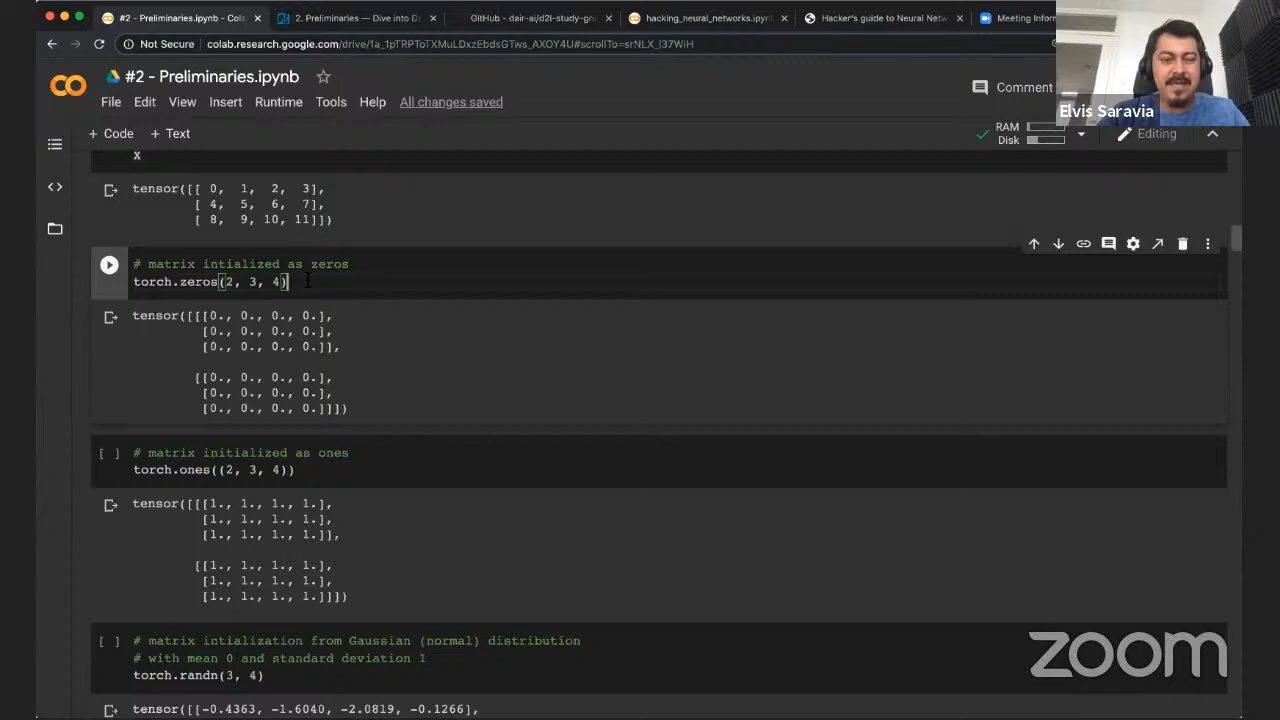 #2 - Preliminaries.ipynb - Cola
2. Preliminaries — Dive into D
GitHub - dair-ai/d2l-study-gro
hacking_neural_networks.ipynb
Hacker's guide to Neural Netw
Meeting Inform
Not Secure colab.research.google.com/drive/1a_1pTRPToTXMuLDxzEbdsGTws_AXOY4U#scrollTo=srNLX_I37WiH
#2 - Preliminaries.ipynb
File Edit View Insert Runtime Tools Help All changes saved
Comment
Elvis Saravia
+ Code + Text
RAM
Disk
Editing
x
tensor([[ 0, 1, 2, 3],
[ 4, 5, 6, 7],
[ 8, 9, 10, 11]])
# matrix intialized as zeros
torch.zeros(2, 3, 4)
tensor([[[0., 0., 0., 0.],
[0., 0., 0., 0.],
[0., 0., 0., 0.]],
[[0., 0., 0., 0.],
[0., 0., 0., 0.],
[0., 0., 0., 0.]]])
[ ] # matrix initialized as ones
torch.ones((2, 3, 4))
tensor([[[1., 1., 1., 1.],
[1., 1., 1., 1.],
[1., 1., 1., 1.]],
[[1., 1., 1., 1.],
[1., 1., 1., 1.],
[1., 1., 1., 1.]]])
[ ] # matrix intialization from Gaussian (normal) distribution
# with mean 0 and standard deviation 1
torch.randn(3, 4)
tensor([[-0.4363, -1.6040, -2.0819, -0.1266],
zoom